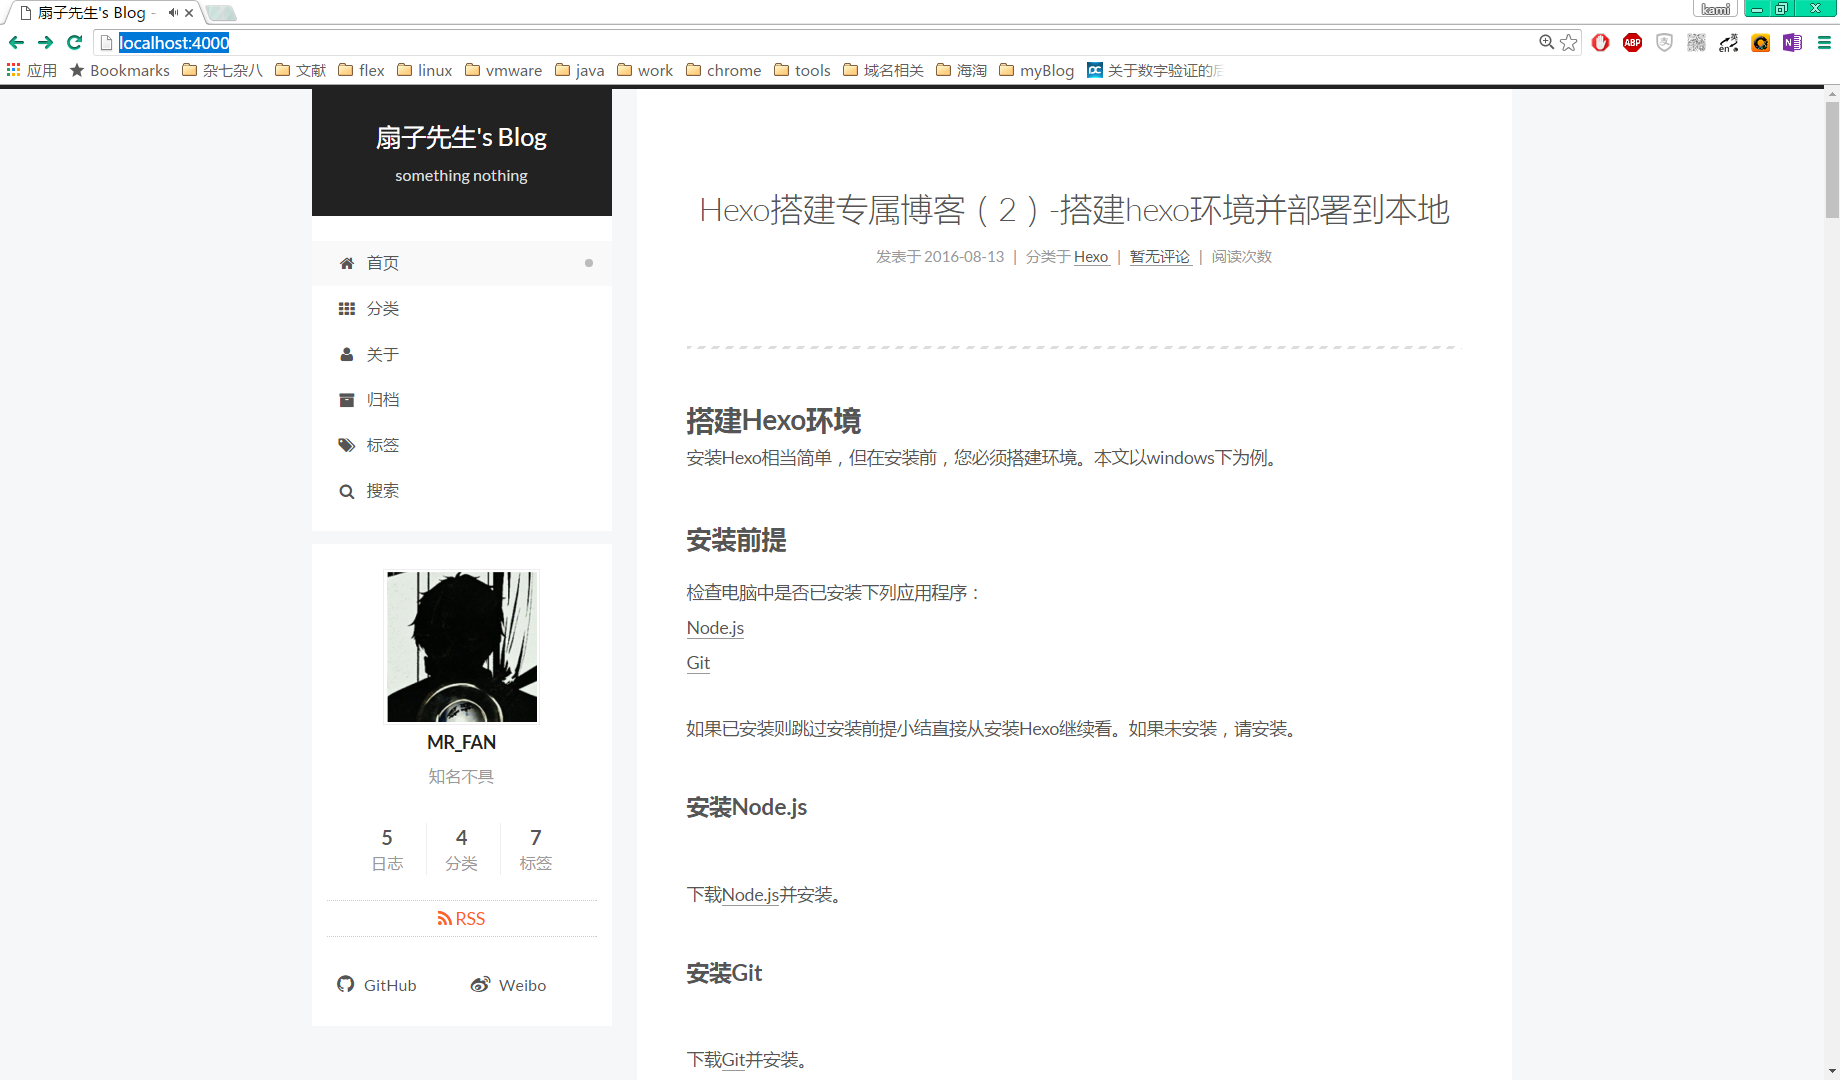 扇子先生's Blog -
kami
localhost:4000
应用 Bookmarks 杂七杂八 文献 flex linux vmware java work chrome tools 域名相关 海淘 myBlog 关于数字验证的
扇子先生's Blog
something nothing
首页
分类
关于
归档
标签
搜索
MR_FAN
知名不具
5 4 7
日志 分类 标签
RSS
GitHub Weibo
Hexo搭建专属博客（2）-搭建hexo环境并部署到本地
发表于 2016-08-13 | 分类于 Hexo | 暂无评论 | 阅读次数
搭建Hexo环境
安装Hexo相当简单，但在安装前，您必须搭建环境。本文以windows下为例。
安装前提
检查电脑中是否已安装下列应用程序：
Node.js
Git
如果已安装则跳过安装前提小结直接从安装Hexo继续看。如果未安装，请安装。
安装Node.js
下载Node.js并安装。
安装Git
下载Git并安装。